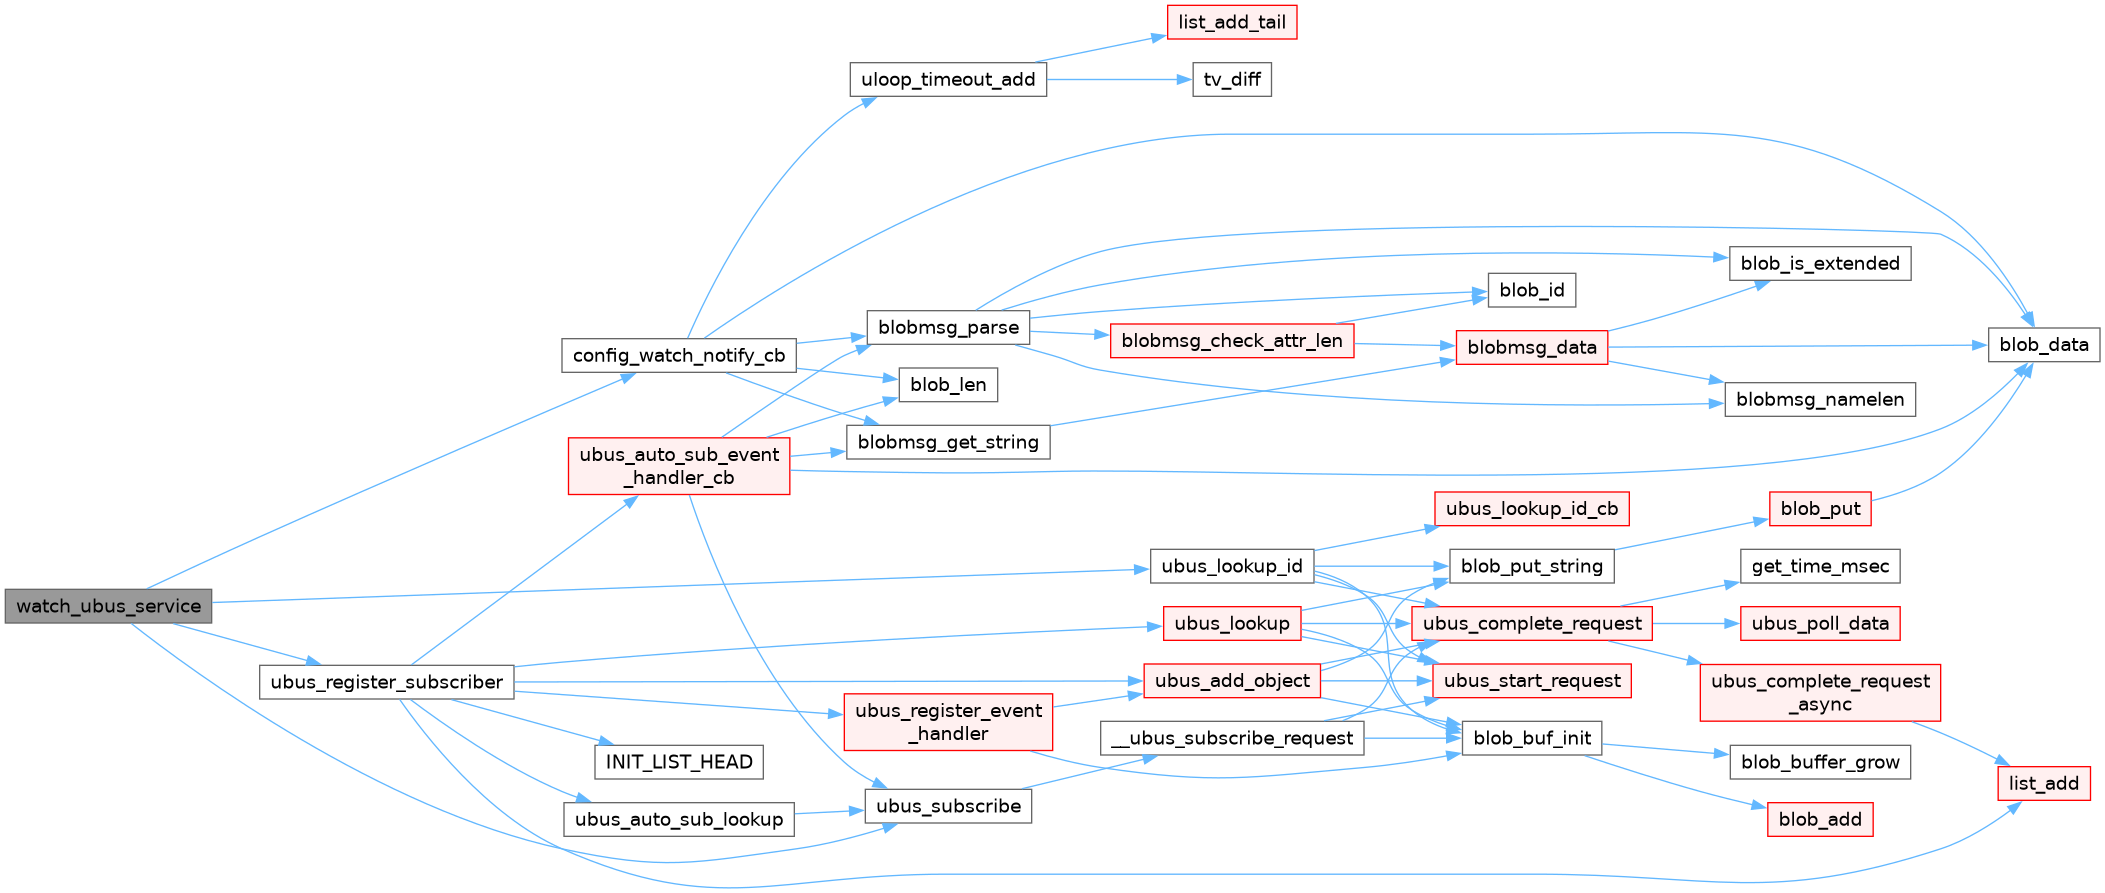 list_add_tail
uloop_timeout_add
tv_diff
blob_is_extended
blob_id
blobmsg_parse
blobmsg_check_attr_len
blobmsg_data
blob_data
config_watch_notify_cb
blob_len
blobmsg_namelen
blobmsg_get_string
ubus_auto_sub_event
_handler_cb
ubus_lookup_id_cb
blob_put
ubus_lookup_id
blob_put_string
get_time_msec
watch_ubus_service
ubus_lookup
ubus_complete_request
ubus_poll_data
ubus_register_subscriber
ubus_add_object
ubus_start_request
ubus_complete_request
_async
ubus_register_event
_handler
__ubus_subscribe_request
blob_buf_init
INIT_LIST_HEAD
blob_buffer_grow
list_add
ubus_subscribe
ubus_auto_sub_lookup
blob_add